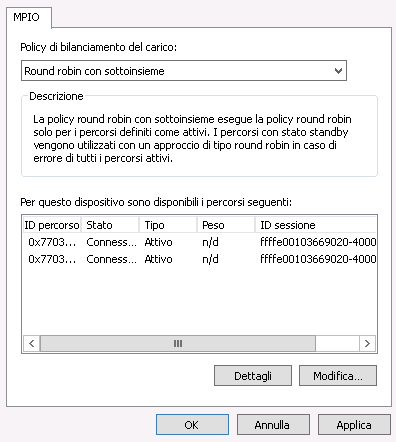 MPIO
Policy di bilanciamento del carico:
Round robin con sottoinsieme
Descrizione
La policy round robin con sottoinsieme esegue la policy round robin
solo per i percorsi definiti come attivi. I percorsi con stato standby
vengono utilizzati con un approccio di tipo round robin in caso di
errore di tutti i percorsi attivi.
Per questo dispositivo sono disponibili i percorsi seguenti:
ID percorso Stato Tipo Peso ID sessione
0x7703... Conness... Attivo n/d ffffe00103669020-4000
0x7703... Conness... Attivo n/d ffffe00103669020-4000
Dettagli Modifica...
OK Annulla Applica